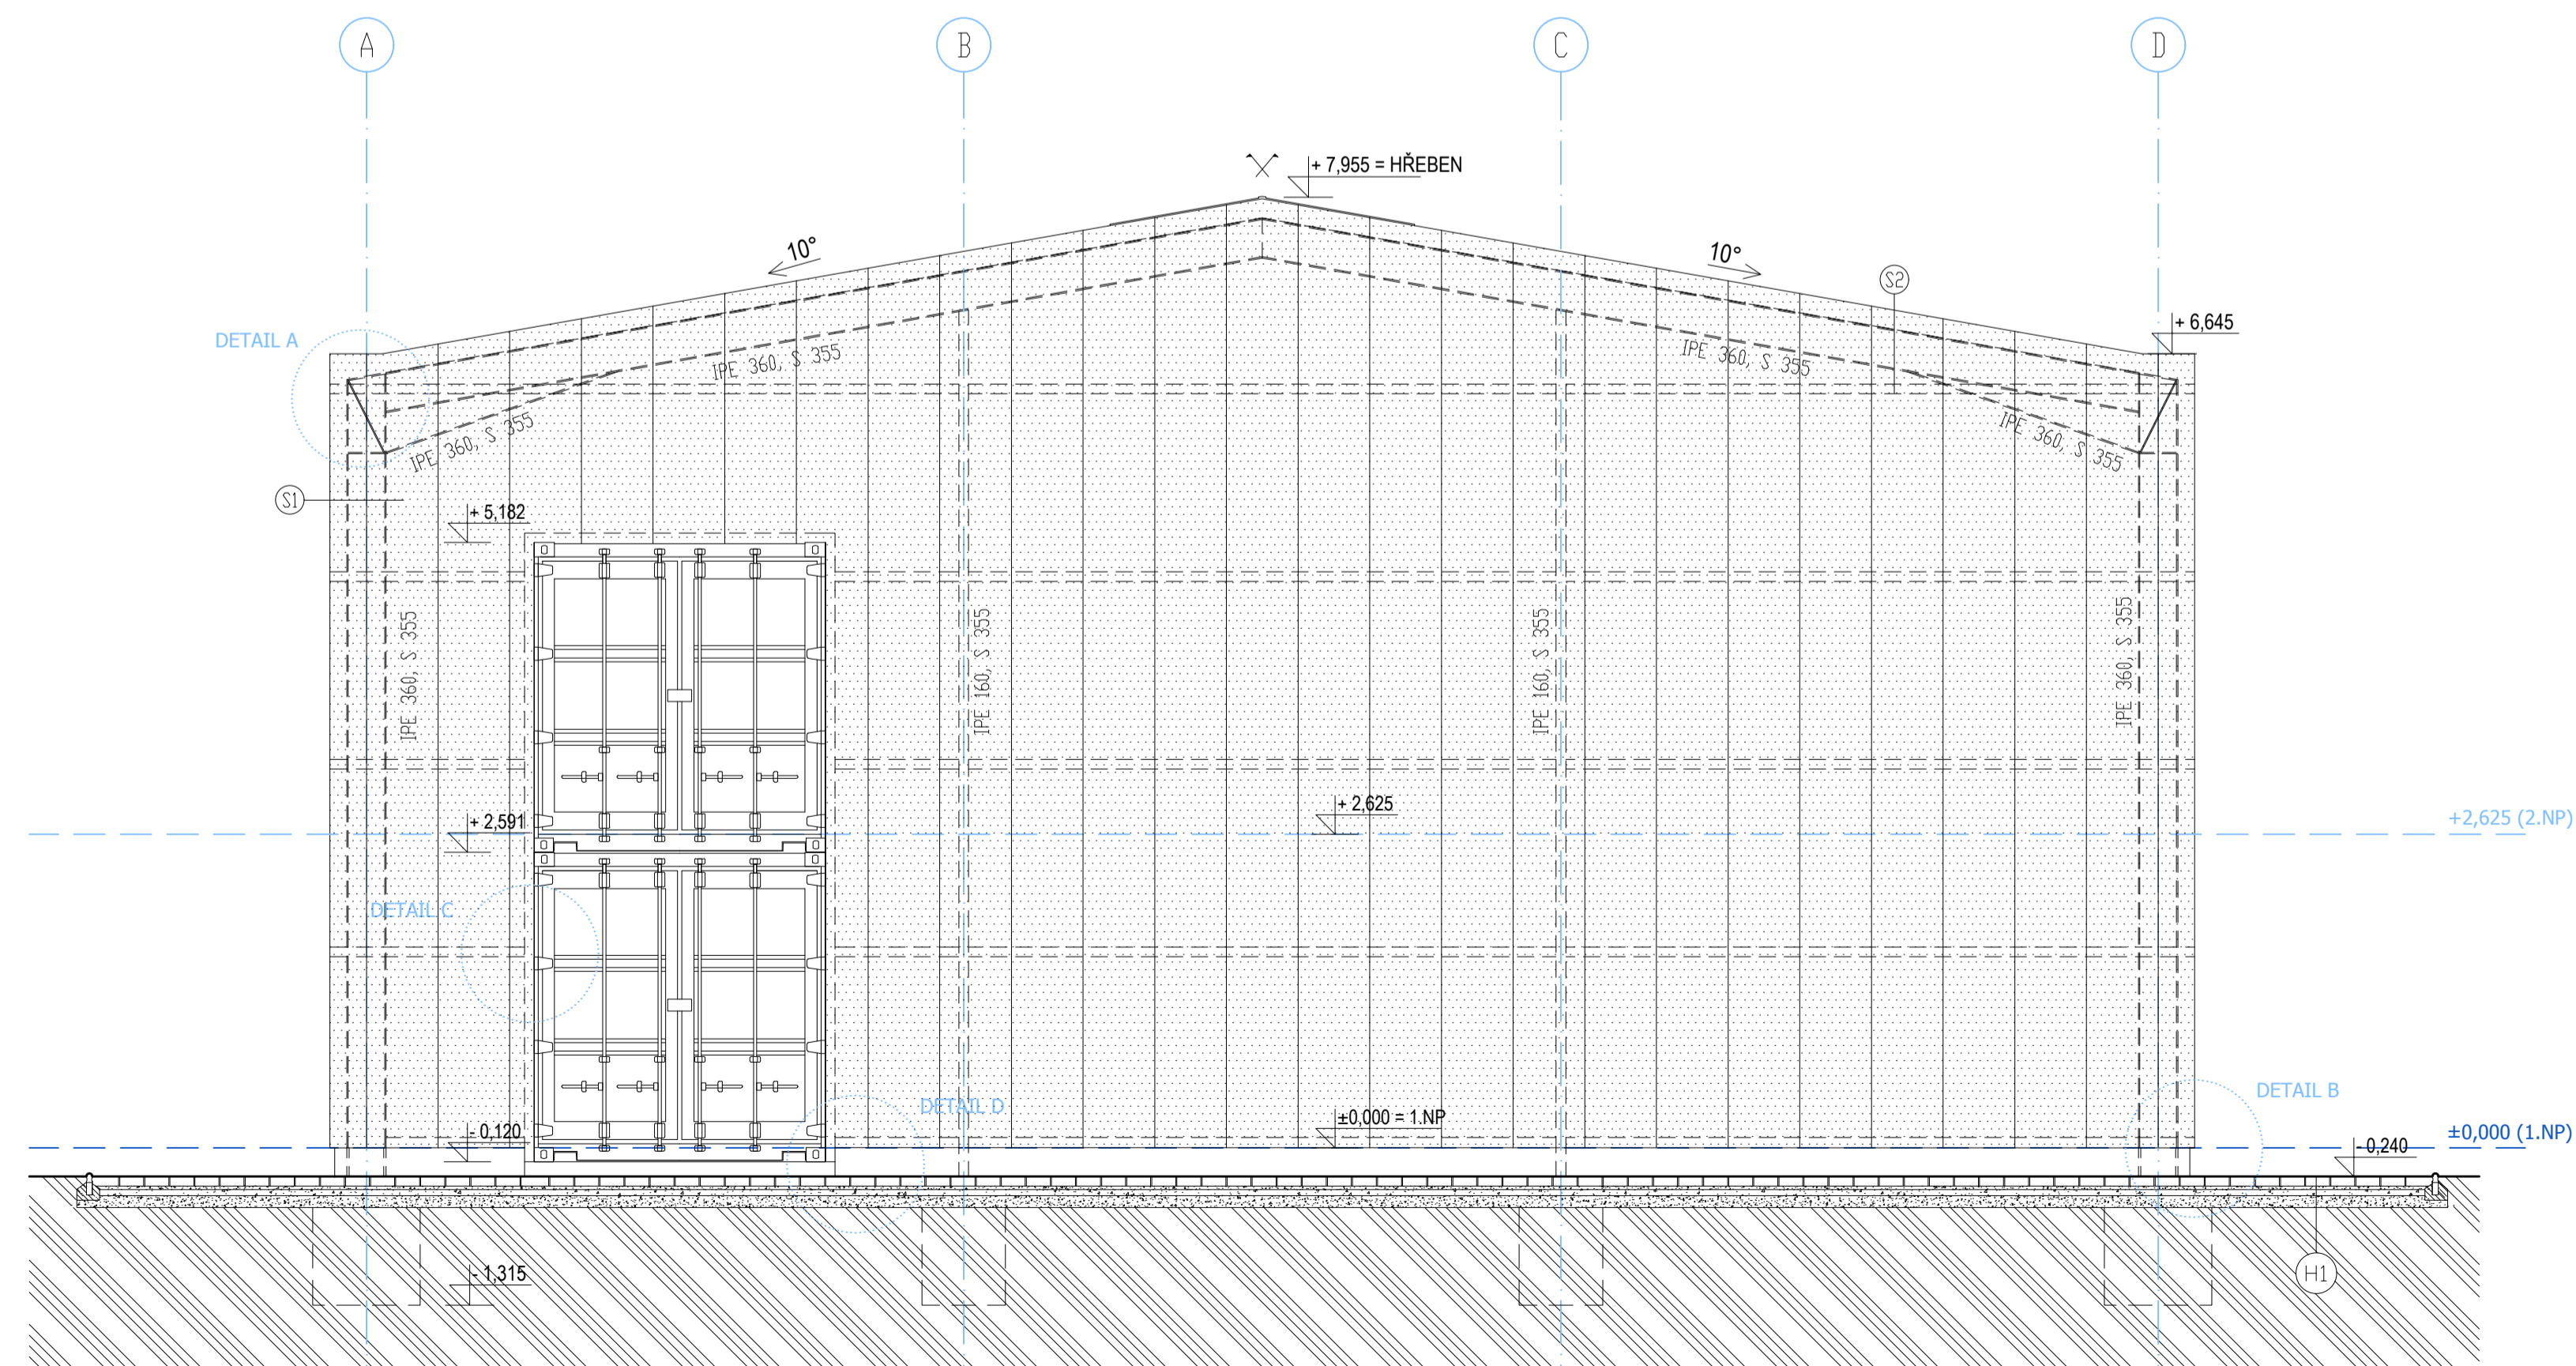 A
B
C
D
+ 7,955 = HŘEBEN
10°
10°
S2
+ 6,645
DETAIL A
IPE 360, S 355
IPE 360, S 355
IPE 360, S 355
IPE 360, S 355
S1
+ 5,182
IPE 360, S 355
IPE 160, S 355
IPE 160, S 355
IPE 360, S 355
+ 2,591
+ 2,625
+2,625 (2.NP)
DETAIL C
DETAIL D
DETAIL B
- 0,120
±0,000 = 1.NP
±0,000 (1.NP)
- 0,240
- 1,315
H1